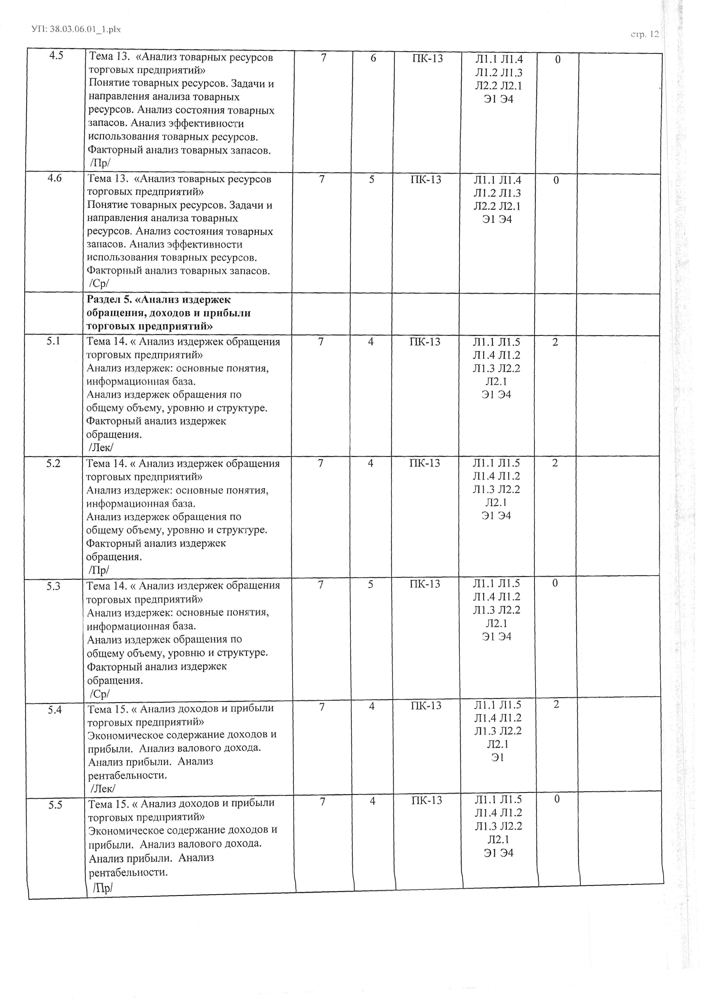 УП: 38.03.06.01_1.plx
стр. 12
4.5
Тема 13. «Анализ товарных ресурсов
торговых предприятий»
Понятие товарных ресурсов. Задачи и
направления анализа товарных
ресурсов. Анализ состояния товарных
запасов. Анализ эффективности
использования товарных ресурсов.
Факторный анализ товарных запасов.
/Пр/
7
6
ПК-13
Л1.1 Л1.4
Л1.2 Л1.3
Л2.2 Л2.1
Э1 Э4
0
4.6
Тема 13. «Анализ товарных ресурсов
торговых предприятий»
Понятие товарных ресурсов. Задачи и
направления анализа товарных
ресурсов. Анализ состояния товарных
запасов. Анализ эффективности
использования товарных ресурсов.
Факторный анализ товарных запасов.
/Ср/
7
5
ПК-13
Л1.1 Л1.4
Л1.2 Л1.3
Л2.2 Л2.1
Э1 Э4
0
Раздел 5. «Анализ издержек
обращения, доходов и прибыли
торговых предприятий»
5.1
Тема 14. « Анализ издержек обращения
торговых предприятий»
Анализ издержек: основные понятия,
информационная база.
Анализ издержек обращения по
общему объему, уровню и структуре.
Факторный анализ издержек
обращения.
/Лек/
7
4
ПК-13
Л1.1 Л1.5
Л1.4 Л1.2
Л1.3 Л2.2
Л2.1
Э1 Э4
2
5.2
Тема 14. « Анализ издержек обращения
торговых предприятий»
Анализ издержек: основные понятия,
информационная база.
Анализ издержек обращения по
общему объему, уровню и структуре.
Факторный анализ издержек
обращения.
/Пр/
7
4
ПК-13
Л1.1 Л1.5
Л1.4 Л1.2
Л1.3 Л2.2
Л2.1
Э1 Э4
2
5.3
Тема 14. « Анализ издержек обращения
торговых предприятий»
Анализ издержек: основные понятия,
информационная база.
Анализ издержек обращения по
общему объему, уровню и структуре.
Факторный анализ издержек
обращения.
/Ср/
7
5
ПК-13
Л1.1 Л1.5
Л1.4 Л1.2
Л1.3 Л2.2
Л2.1
Э1 Э4
0
5.4
Тема 15. « Анализ доходов и прибыли
торговых предприятий»
Экономическое содержание доходов и
прибыли. Анализ валового дохода.
Анализ прибыли. Анализ
рентабельности.
/Лек/
7
4
ПК-13
Л1.1 Л1.5
Л1.4 Л1.2
Л1.3 Л2.2
Л2.1
Э1
2
5.5
Тема 15. « Анализ доходов и прибыли
торговых предприятий»
Экономическое содержание доходов и
прибыли. Анализ валового дохода.
Анализ прибыли. Анализ
рентабельности.
/Пр/
7
4
ПК-13
Л1.1 Л1.5
Л1.4 Л1.2
Л1.3 Л2.2
Л2.1
Э1 Э4
0